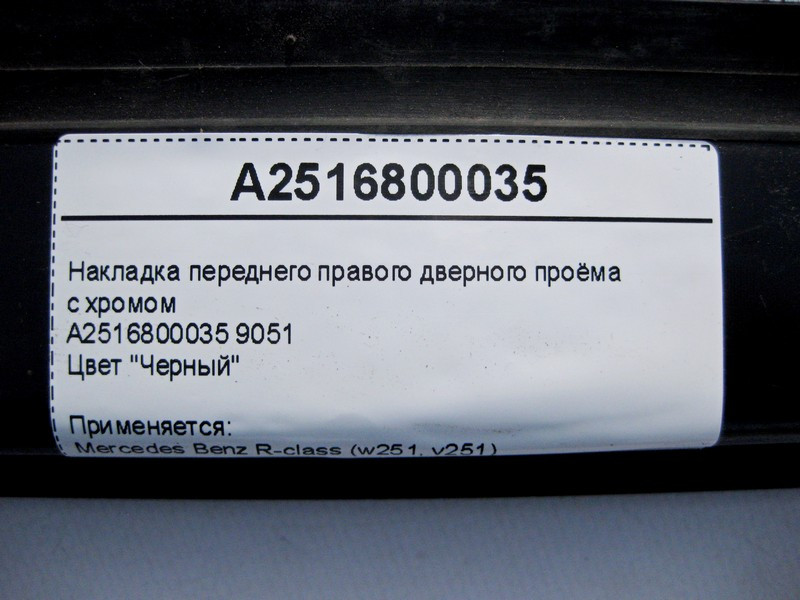 A2516800035
Накладка переднего правого дверного проёма
с хромом
A2516800035 9051
Цвет "Черный"
Применяется:
Mercedes Benz R-class (w251, v251)